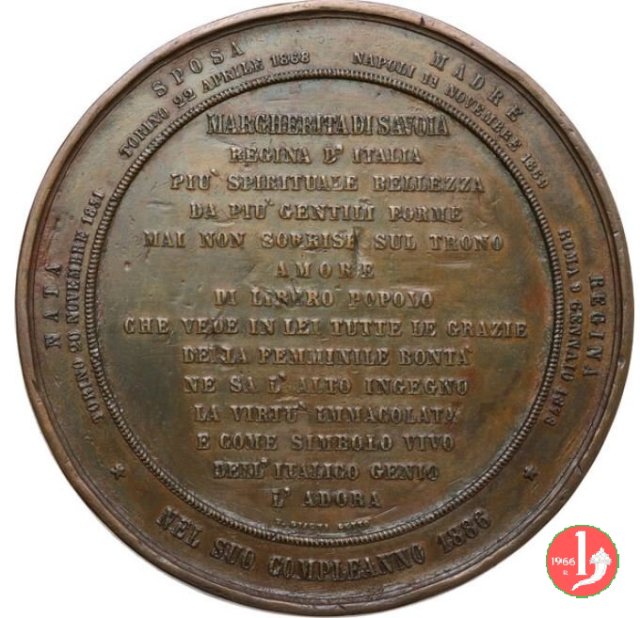 SPOSA
TORINO 22 APRILE 1868
MADRE
NAPOLI 11 NOVEMBRE 1869
NATA
TORINO 20 NOVEMBRE 1851
REGINA
ROMA 9 GENNAIO 1878
MARGHERITA DI SAVOIA
REGINA D'ITALIA
PIU' SPIRITUALE BELLEZZA
DA PIU' GENTILI FORME
MAI NON SORRISE SUL TRONO
AMORE
DI LIBERO POPOLO
CHE VEDE IN LEI TUTTE LE GRAZIE
DELLA FEMMINILE BONTA'
NE SA L'ALTO INGEGNO
LA VIRTU' IMMACOLATA
E COME SIMBOLO VIVO
DELL'ITALICO GENIO
L'ADORA
NEL SUO COMPLEANNO 1886
1966
R